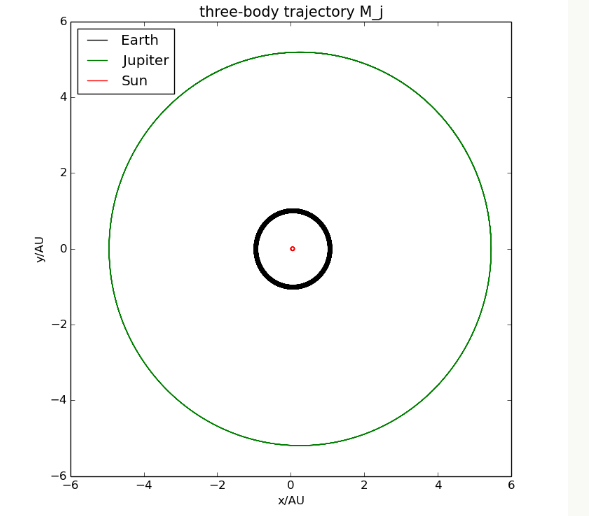 three-body trajectory M_j
Earth
Jupiter
Sun
6
4
2
0
−2
−4
−6
y/AU
−6 −4 −2 0 2 4 6
x/AU